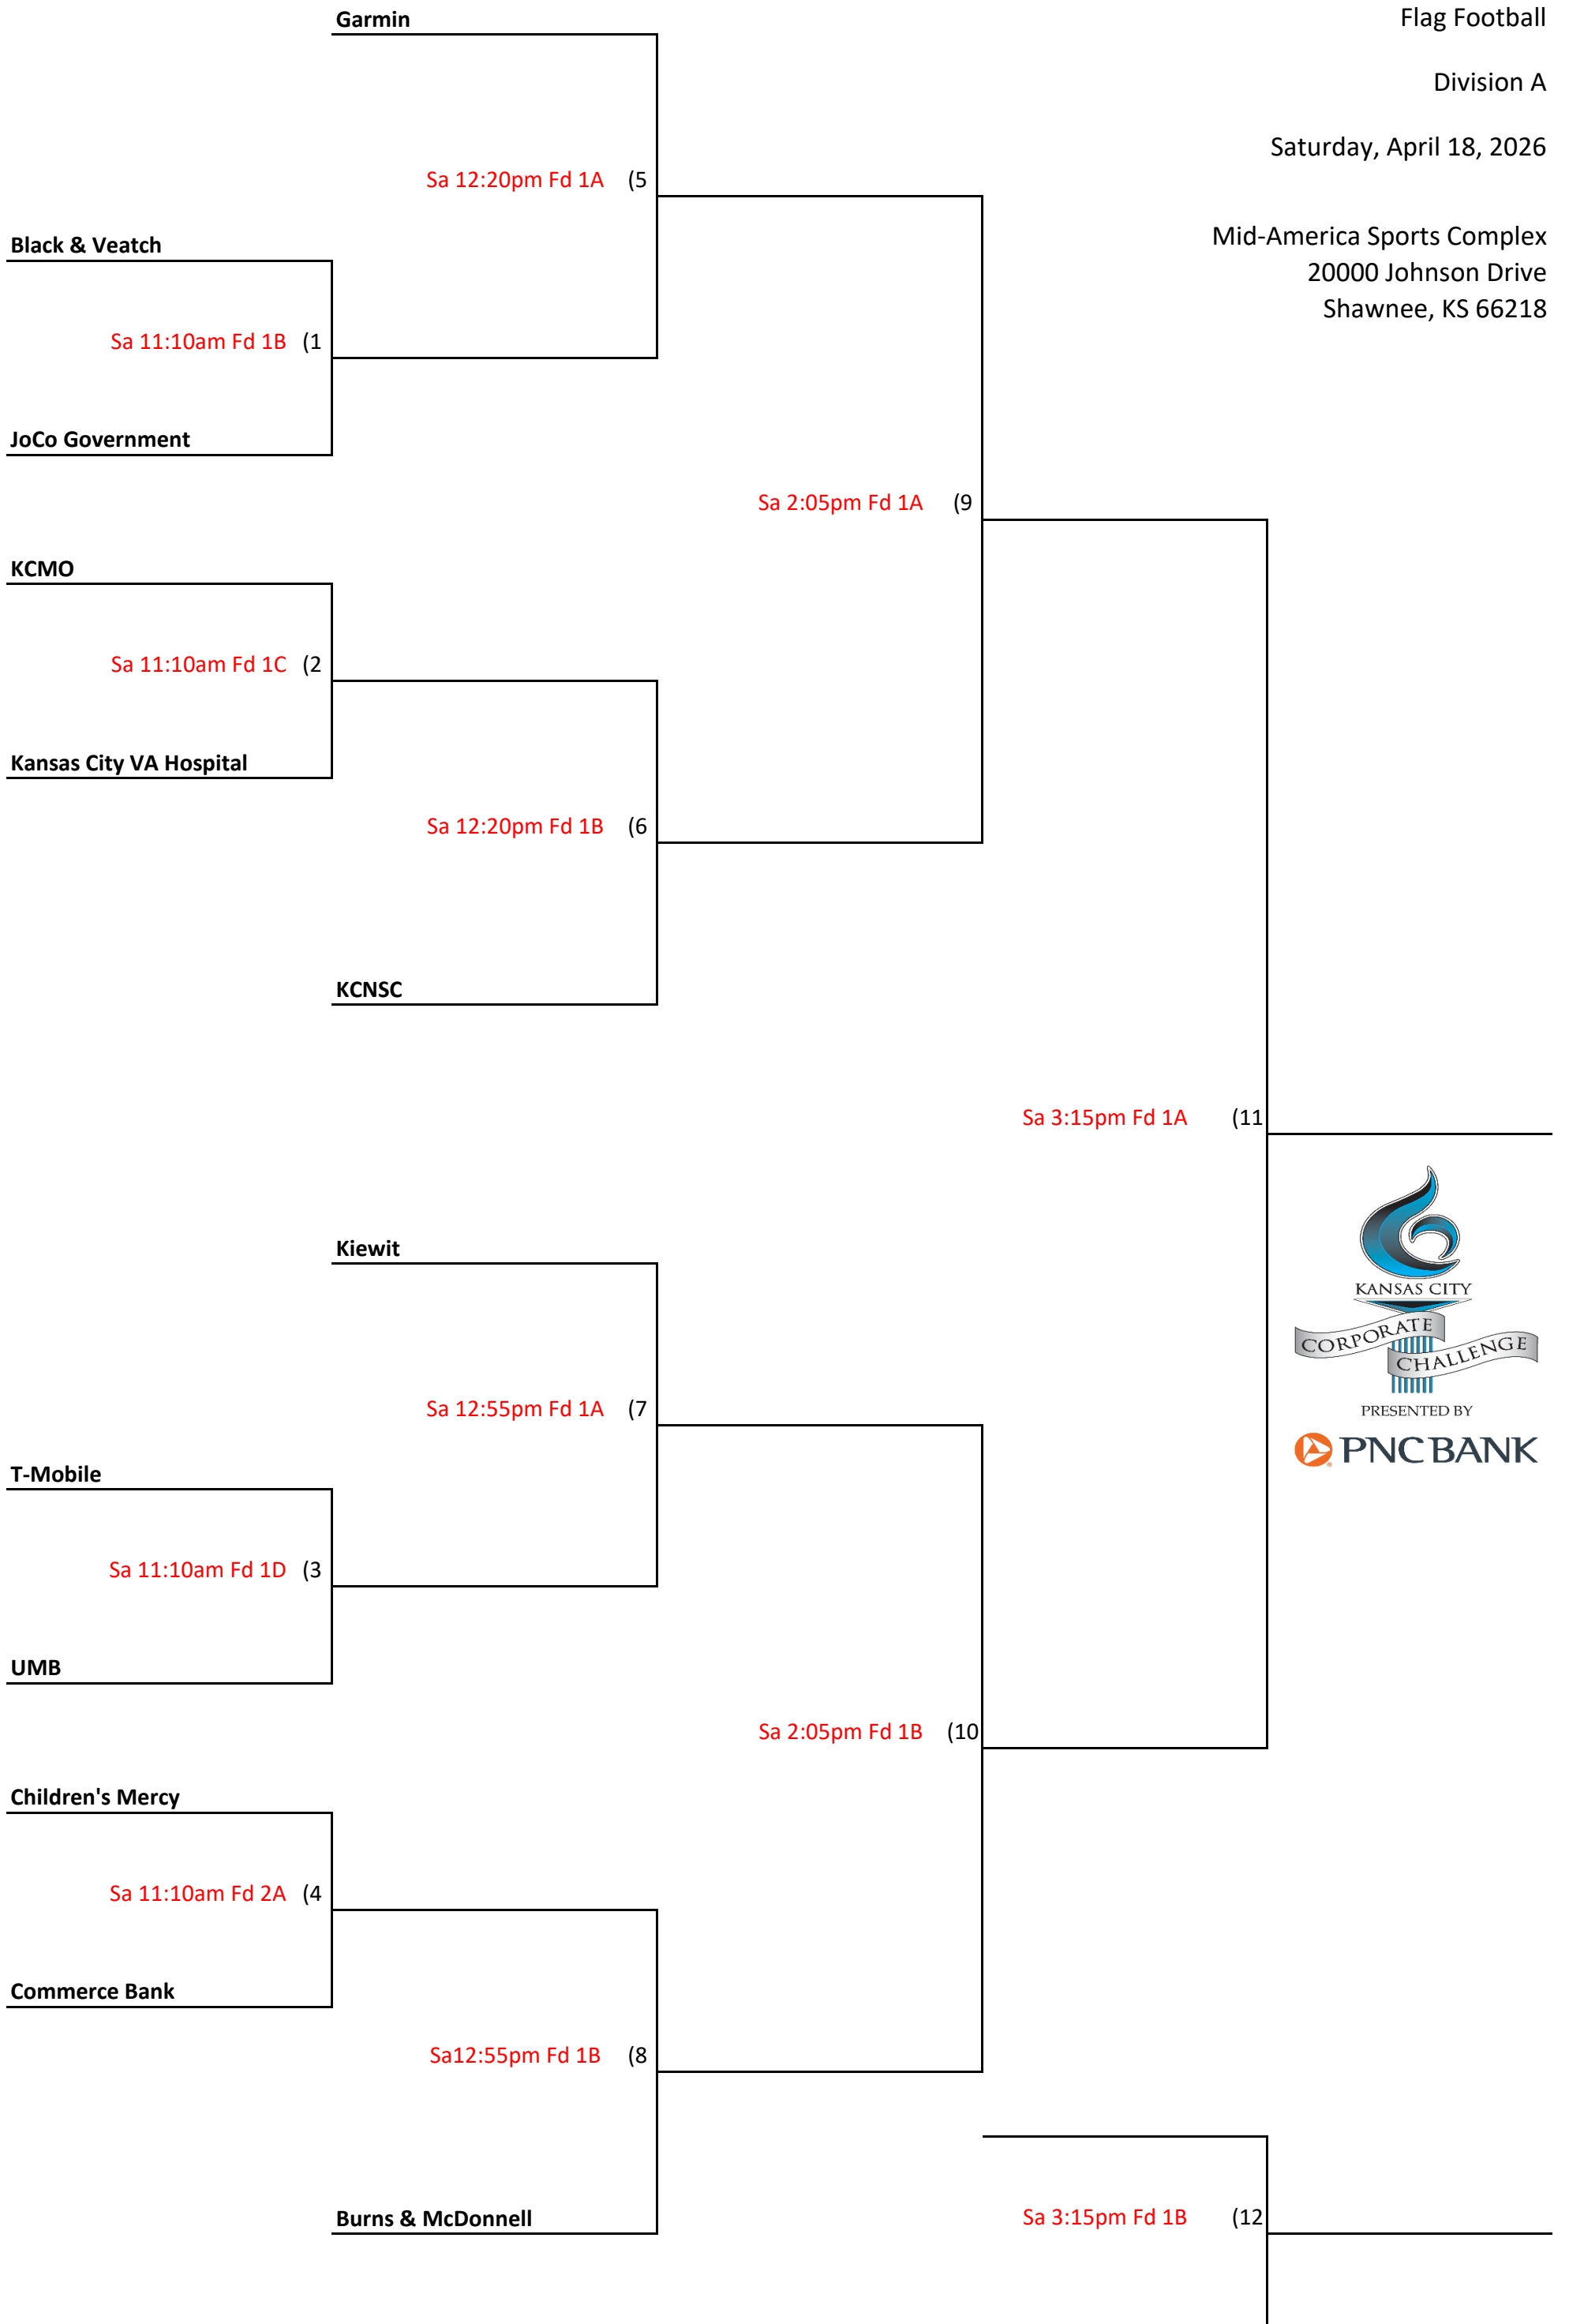 Garmin
Flag Football
Division A
Saturday, April 18, 2026
Sa 12:20pm Fd 1A (5
Mid-America Sports Complex
20000 Johnson Drive
Shawnee, KS 66218
Black & Veatch
Sa 11:10am Fd 1B (1
JoCo Government
Sa 2:05pm Fd 1A (9
KCMO
Sa 11:10am Fd 1C (2
Kansas City VA Hospital
Sa 12:20pm Fd 1B (6
KCNSC
Sa 3:15pm Fd 1A (11
Kiewit
KANSAS CITY
CORPORATE
CHALLENGE
PRESENTED BY
PNC BANK
Sa 12:55pm Fd 1A (7
T-Mobile
Sa 11:10am Fd 1D (3
UMB
Sa 2:05pm Fd 1B (10
Children's Mercy
Sa 11:10am Fd 2A (4
Commerce Bank
Sa12:55pm Fd 1B (8
Burns & McDonnell
Sa 3:15pm Fd 1B (12